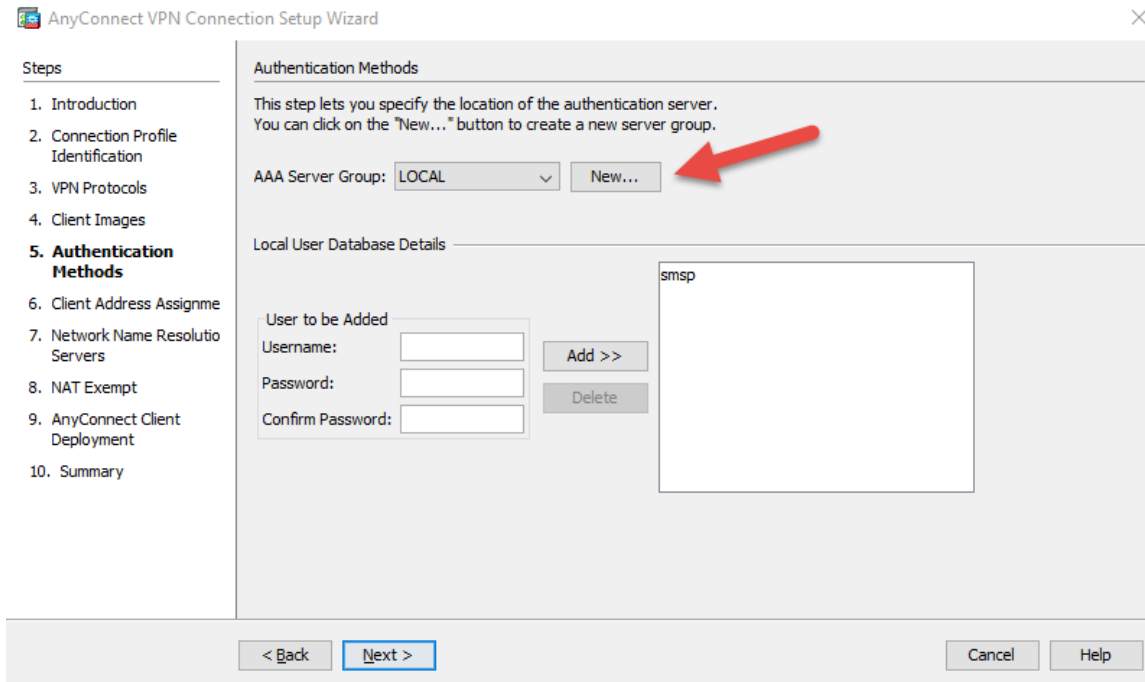 AnyConnect VPN Connection Setup Wizard
Steps
1. Introduction
2. Connection Profile
Identification
3. VPN Protocols
4. Client Images
5. Authentication
Methods
6. Client Address Assignme
7. Network Name Resolutio
Servers
8. NAT Exempt
9. AnyConnect Client
Deployment
10. Summary
Authentication Methods
This step lets you specify the location of the authentication server.
You can click on the "New..." button to create a new server group.
AAA Server Group: LOCAL New...
Local User Database Details
User to be Added
Username:
Password:
Confirm Password:
Add >>
Delete
smsp
< Back Next > Cancel Help